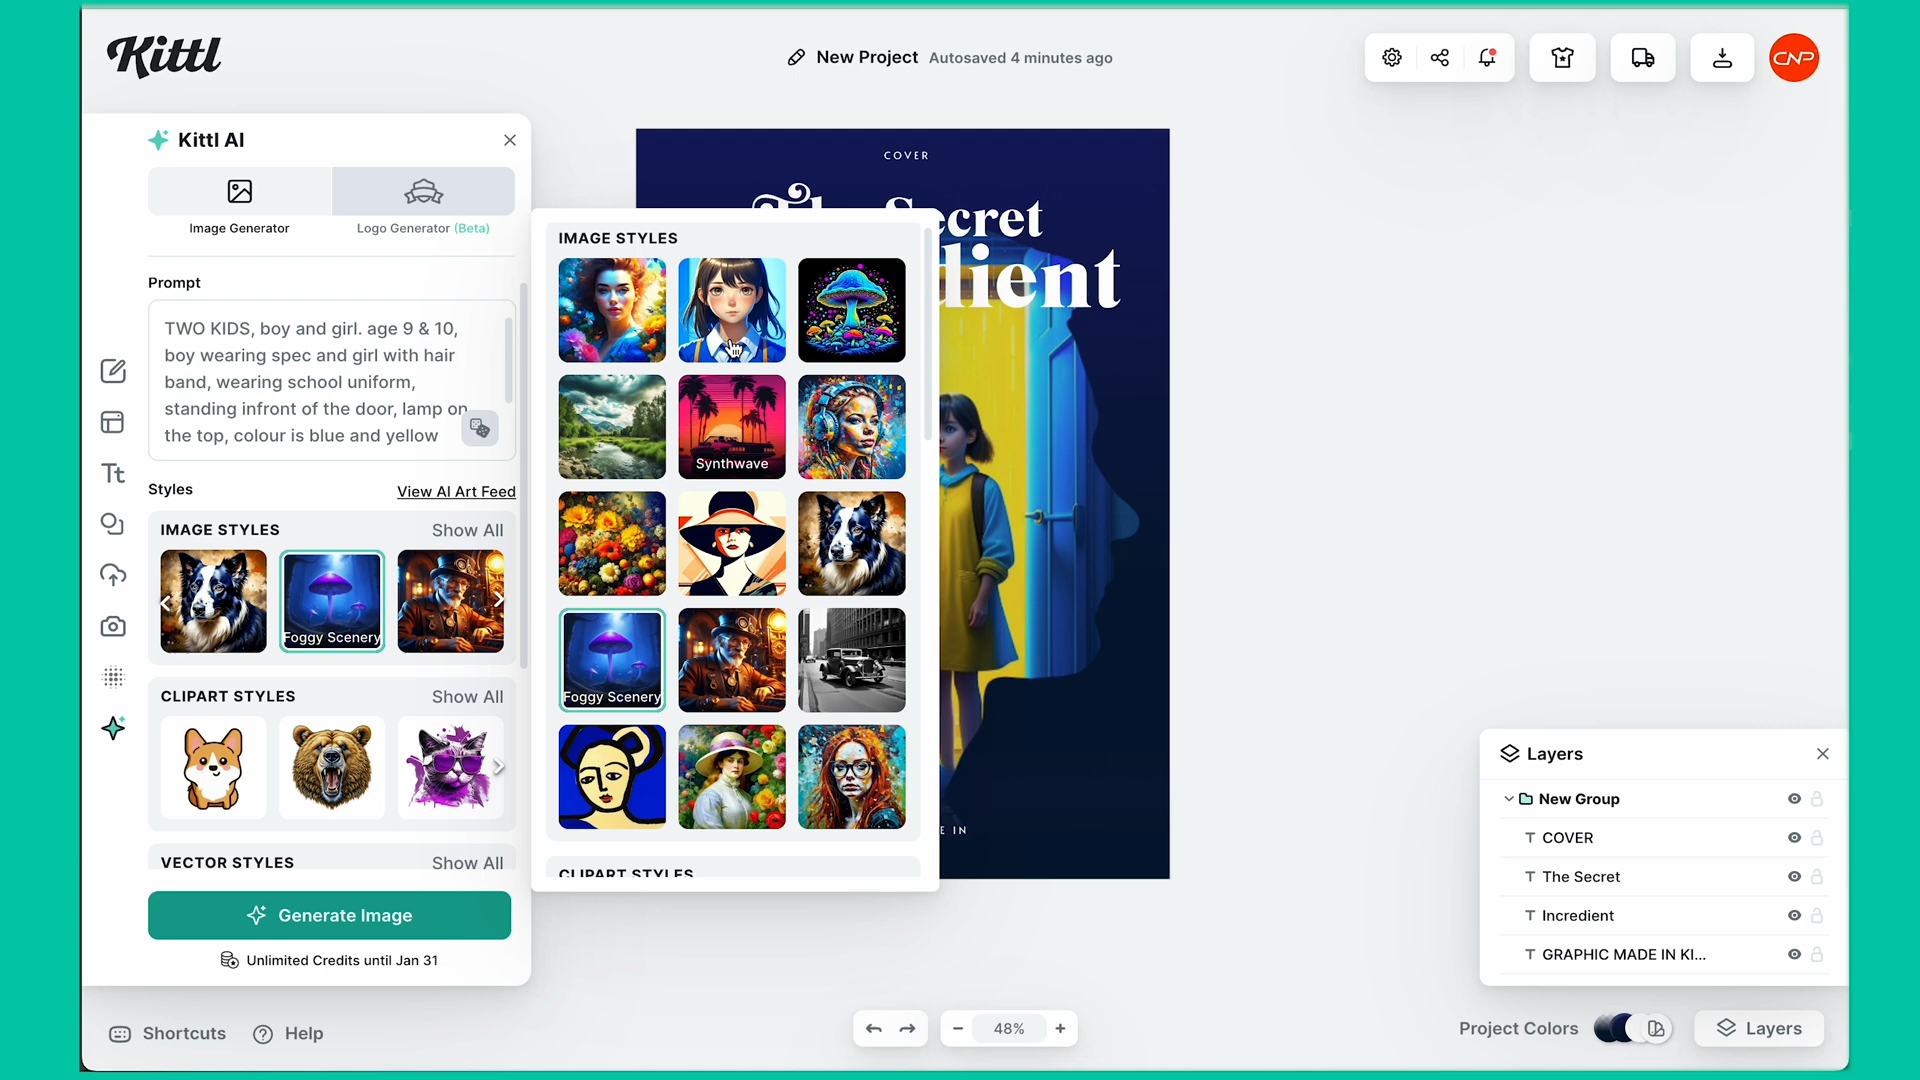 Kittl
New Project Autosaved 4 minutes ago
CNP
Kittl AI
Image Generator
Logo Generator (Beta)
Prompt
TWO KIDS, boy and girl. age 9 & 10,
boy wearing spec and girl with hair
band, wearing school uniform,
standing infront of the door, lamp on
the top, colour is blue and yellow
Styles
View AI Art Feed
IMAGE STYLES
Show All
Foggy Scenery
CLIPART STYLES
Show All
VECTOR STYLES
Show All
Generate Image
Unlimited Credits until Jan 31
IMAGE STYLES
Synthwave
Foggy Scenery
CLIPART STYLES
COVER
The Secret
dient
E IN
Layers
New Group
COVER
The Secret
Incredient
GRAPHIC MADE IN KI...
Shortcuts
Help
48%
Project Colors
Layers